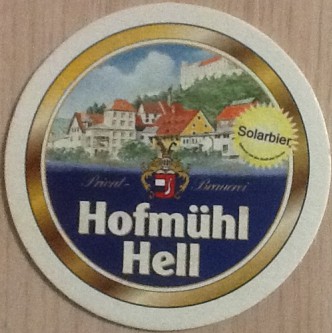 Solarbier
Privat- Brauerei
Hofmühl
Hell